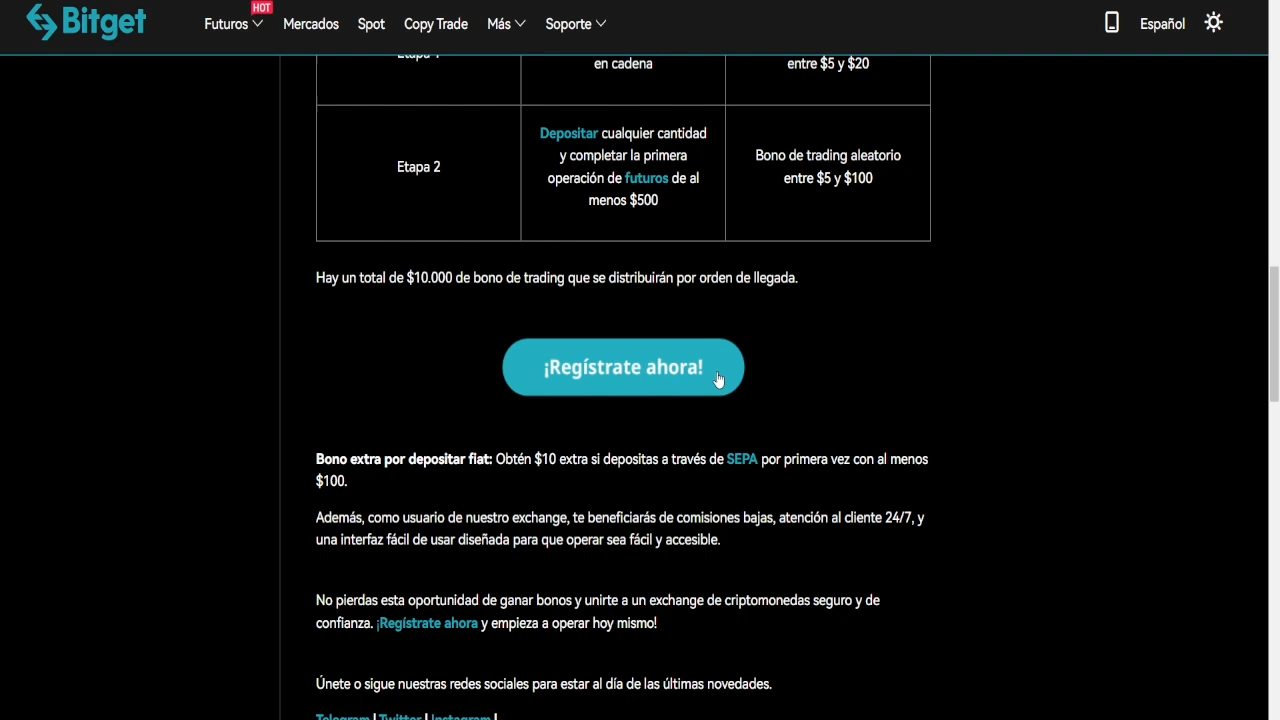 Bitget
HOT
Futuros Mercados Spot Copy Trade Más Soporte Español
Etapa 1
en cadena
entre $5 y $20
Etapa 2
Depositar cualquier cantidad
y completar la primera
operación de futuros de al
menos $500
Bono de trading aleatorio
entre $5 y $100
Hay un total de $10.000 de bono de trading que se distribuirán por orden de llegada.
¡Regístrate ahora!
Bono extra por depositar fiat: Obtén $10 extra si depositas a través de SEPA por primera vez con al menos
$100.
Además, como usuario de nuestro exchange, te beneficiarás de comisiones bajas, atención al cliente 24/7, y
una interfaz fácil de usar diseñada para que operar sea fácil y accesible.
No pierdas esta oportunidad de ganar bonos y unirte a un exchange de criptomonedas seguro y de
confianza. ¡Regístrate ahora y empieza a operar hoy mismo!
Únete o sigue nuestras redes sociales para estar al día de las últimas novedades.
Telegram | Twitter | Instagram |